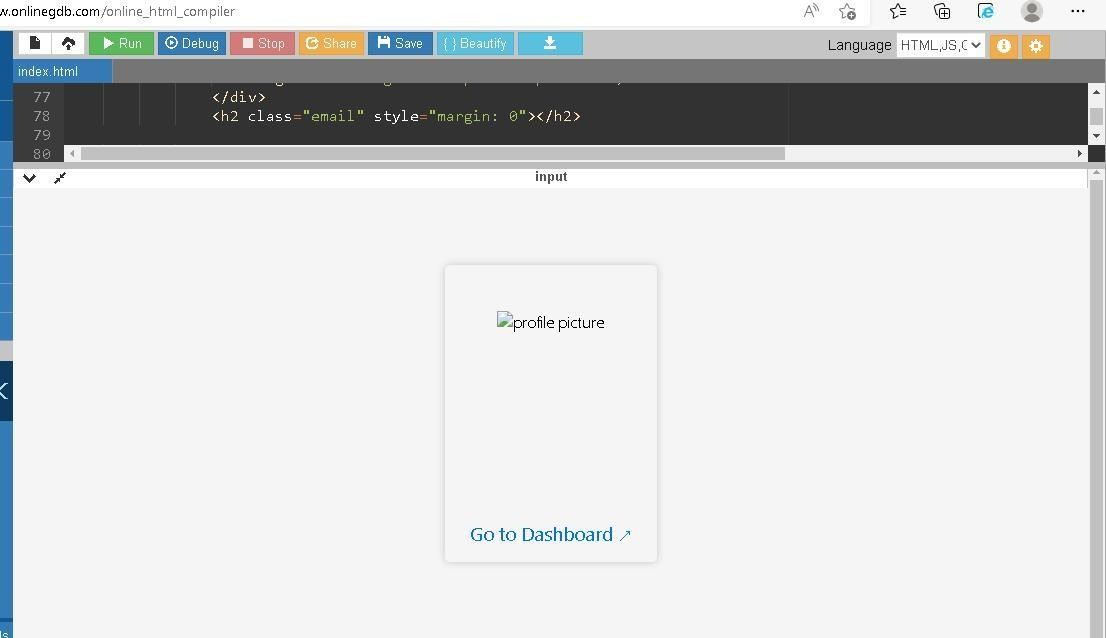 w.onlinegdb.com/online_html_compiler
Run Debug Stop Share Save { } Beautify Language HTML,JS,C
index.html
77 </div>
78 <h2 class="email" style="margin: 0"></h2>
79
80
input
profile picture
Go to Dashboard ↗
ls